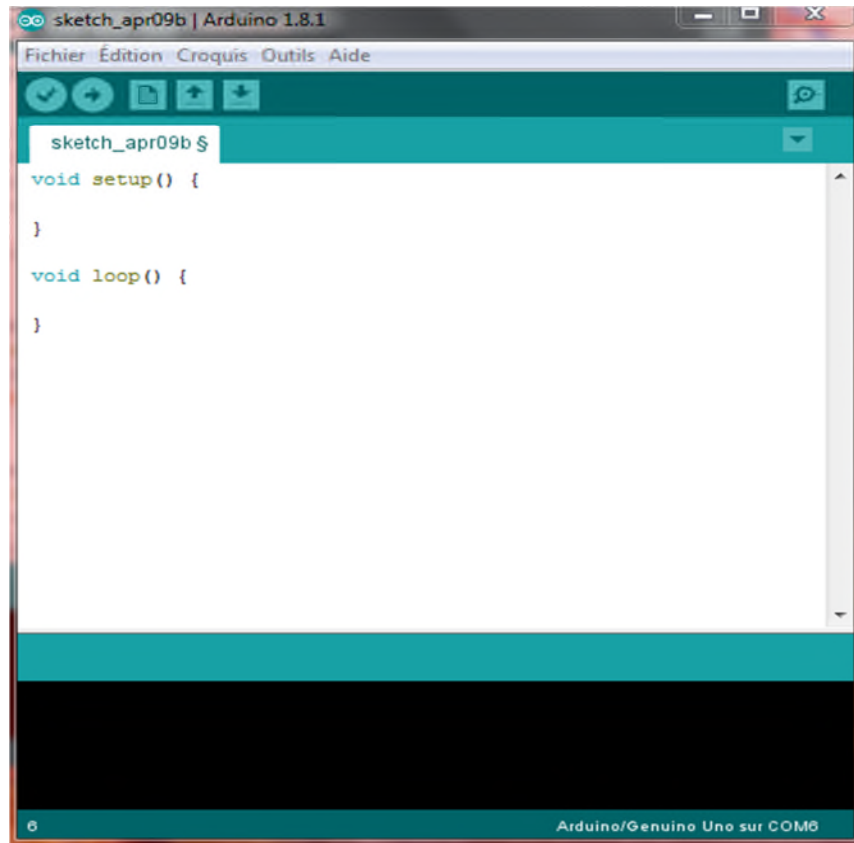 sketch_apr09b | Arduino 1.8.1
Fichier Édition Croquis Outils Aide
sketch_apr09b §
void setup() {
}
void loop() {
}
6 Arduino/Genuino Uno sur COM6